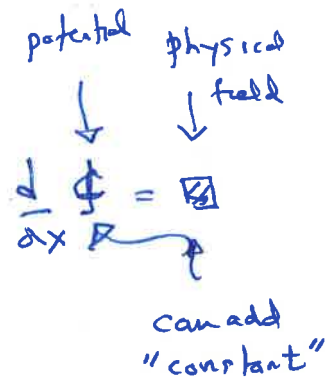 potential physical
field
d/dx ϕ =
can add
"constant"